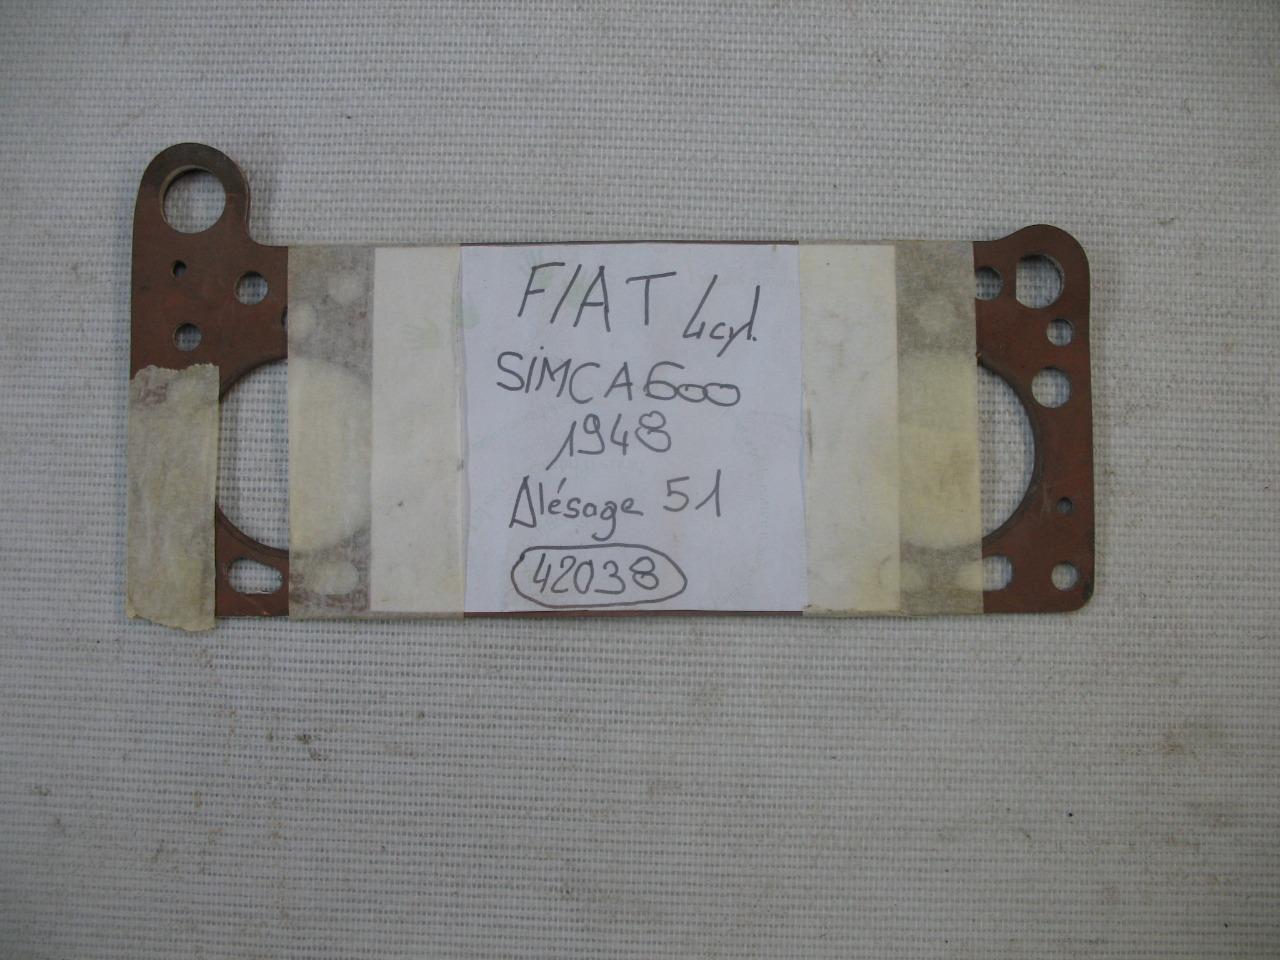 FIAT 4cyl.
SIMCA 600
1948
Alésage 51
42038